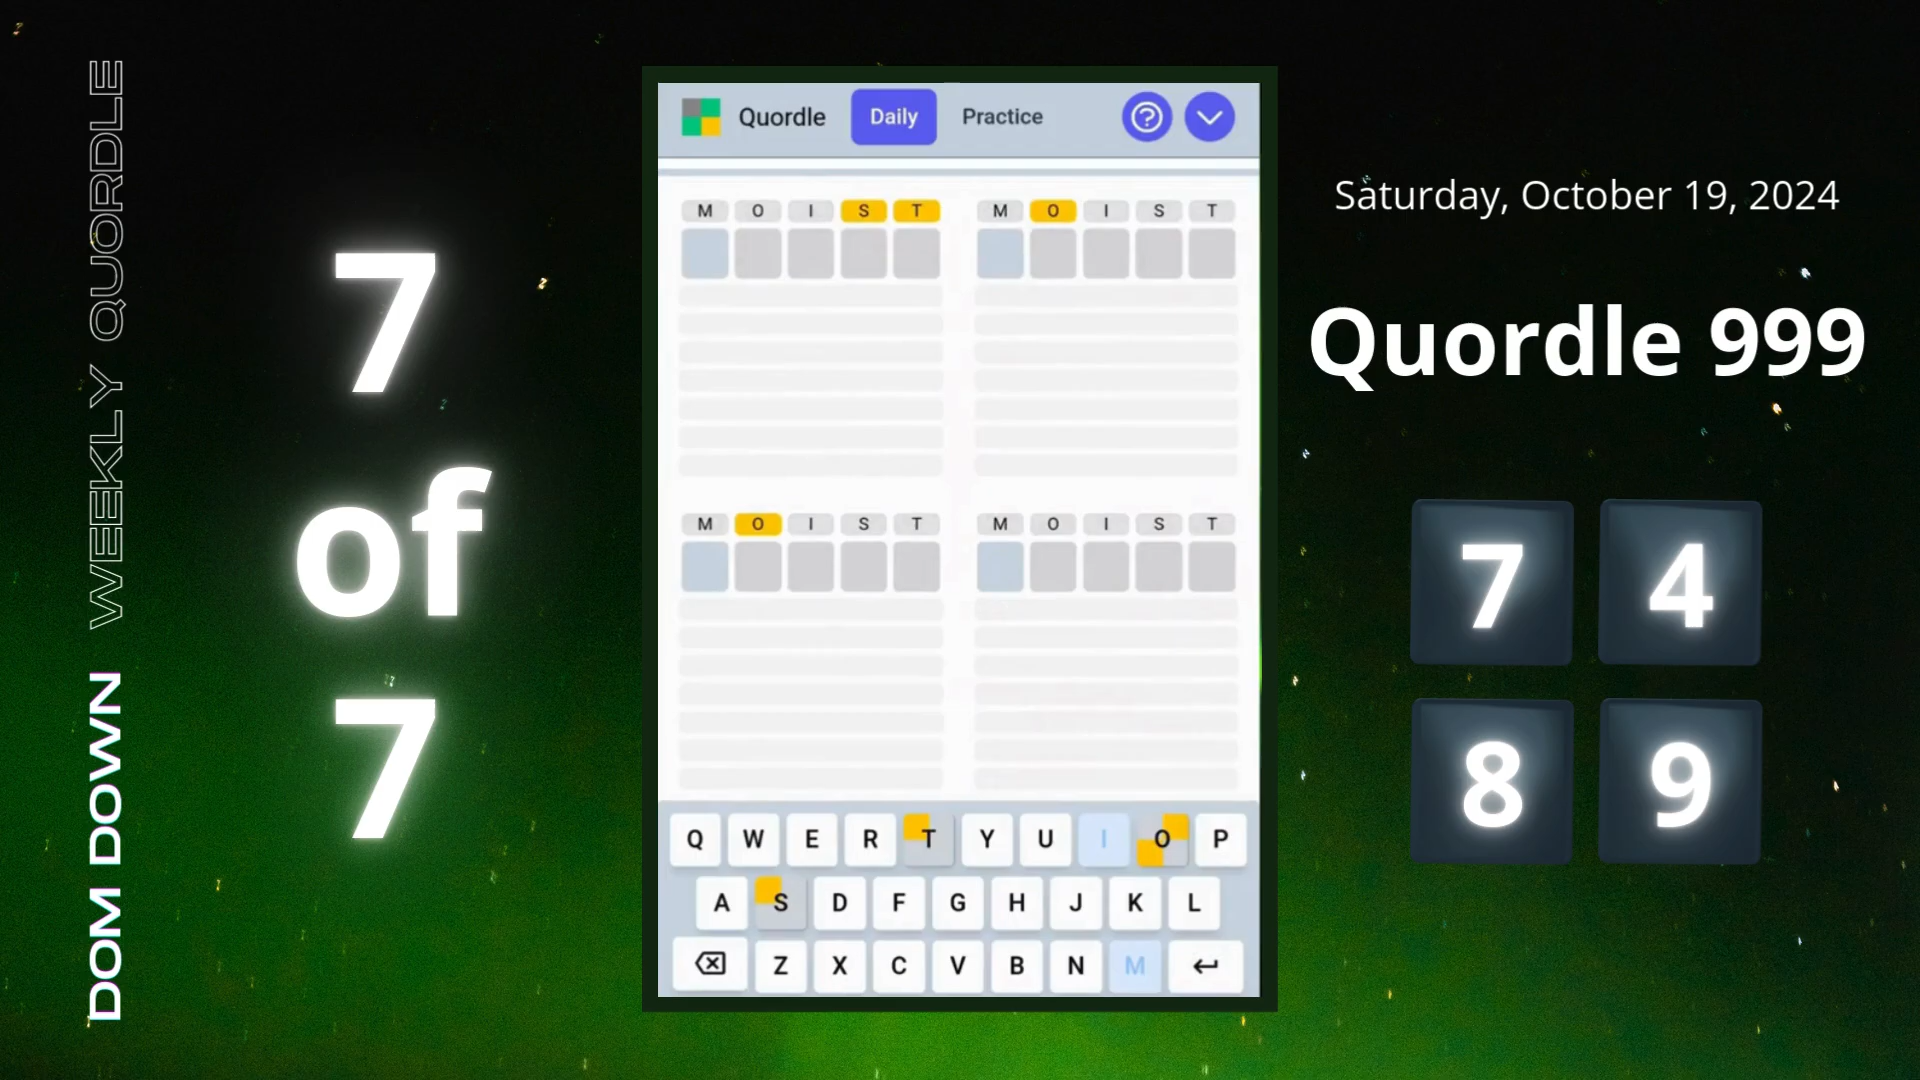 DOM DOWN WEEKLY QUORDLE
7
of
7
Quordle Daily Practice ?
M O I S T M O I S T
M O I S T M O I S T
Q W E R T Y U I O P
A S D F G H J K L
Z X C V B N M
Saturday, October 19, 2024
Quordle 999
7 4
8 9